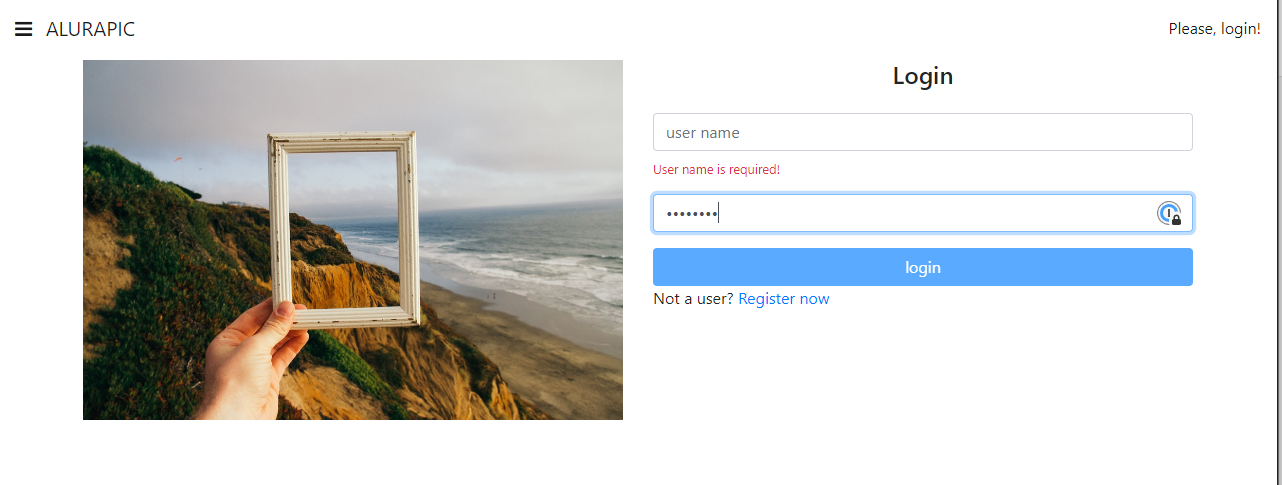 ALURAPIC
Please, login!
Login
user name
User name is required!
••••••••
login
Not a user? Register now